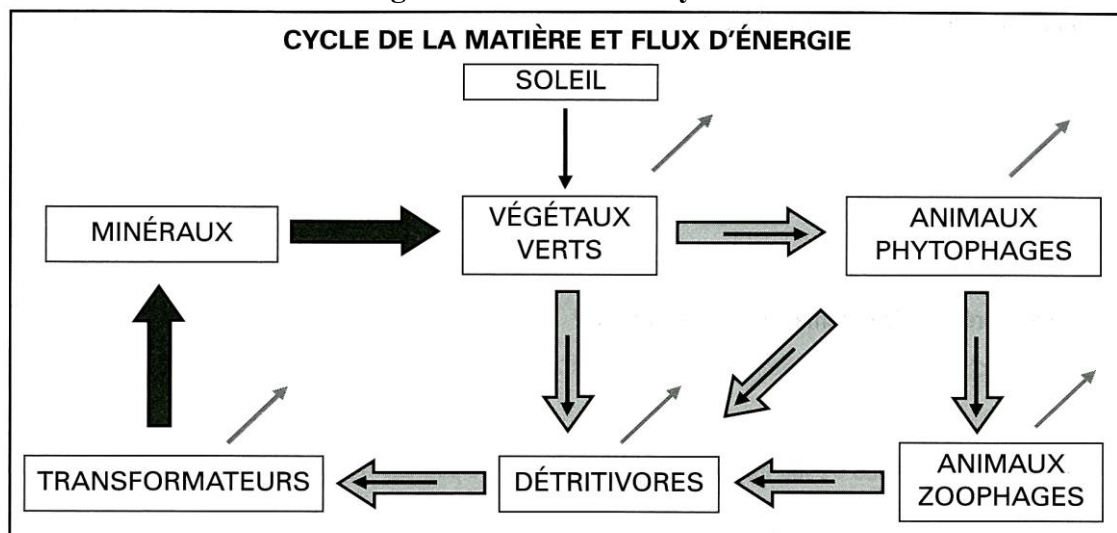 CYCLE DE LA MATIÈRE ET FLUX D'ÉNERGIE
SOLEIL
MINÉRAUX
VÉGÉTAUX
VERTS
ANIMAUX
PHYTOPHAGES
TRANSFORMATEURS
DÉTRITIVORES
ANIMAUX
ZOOPHAGES